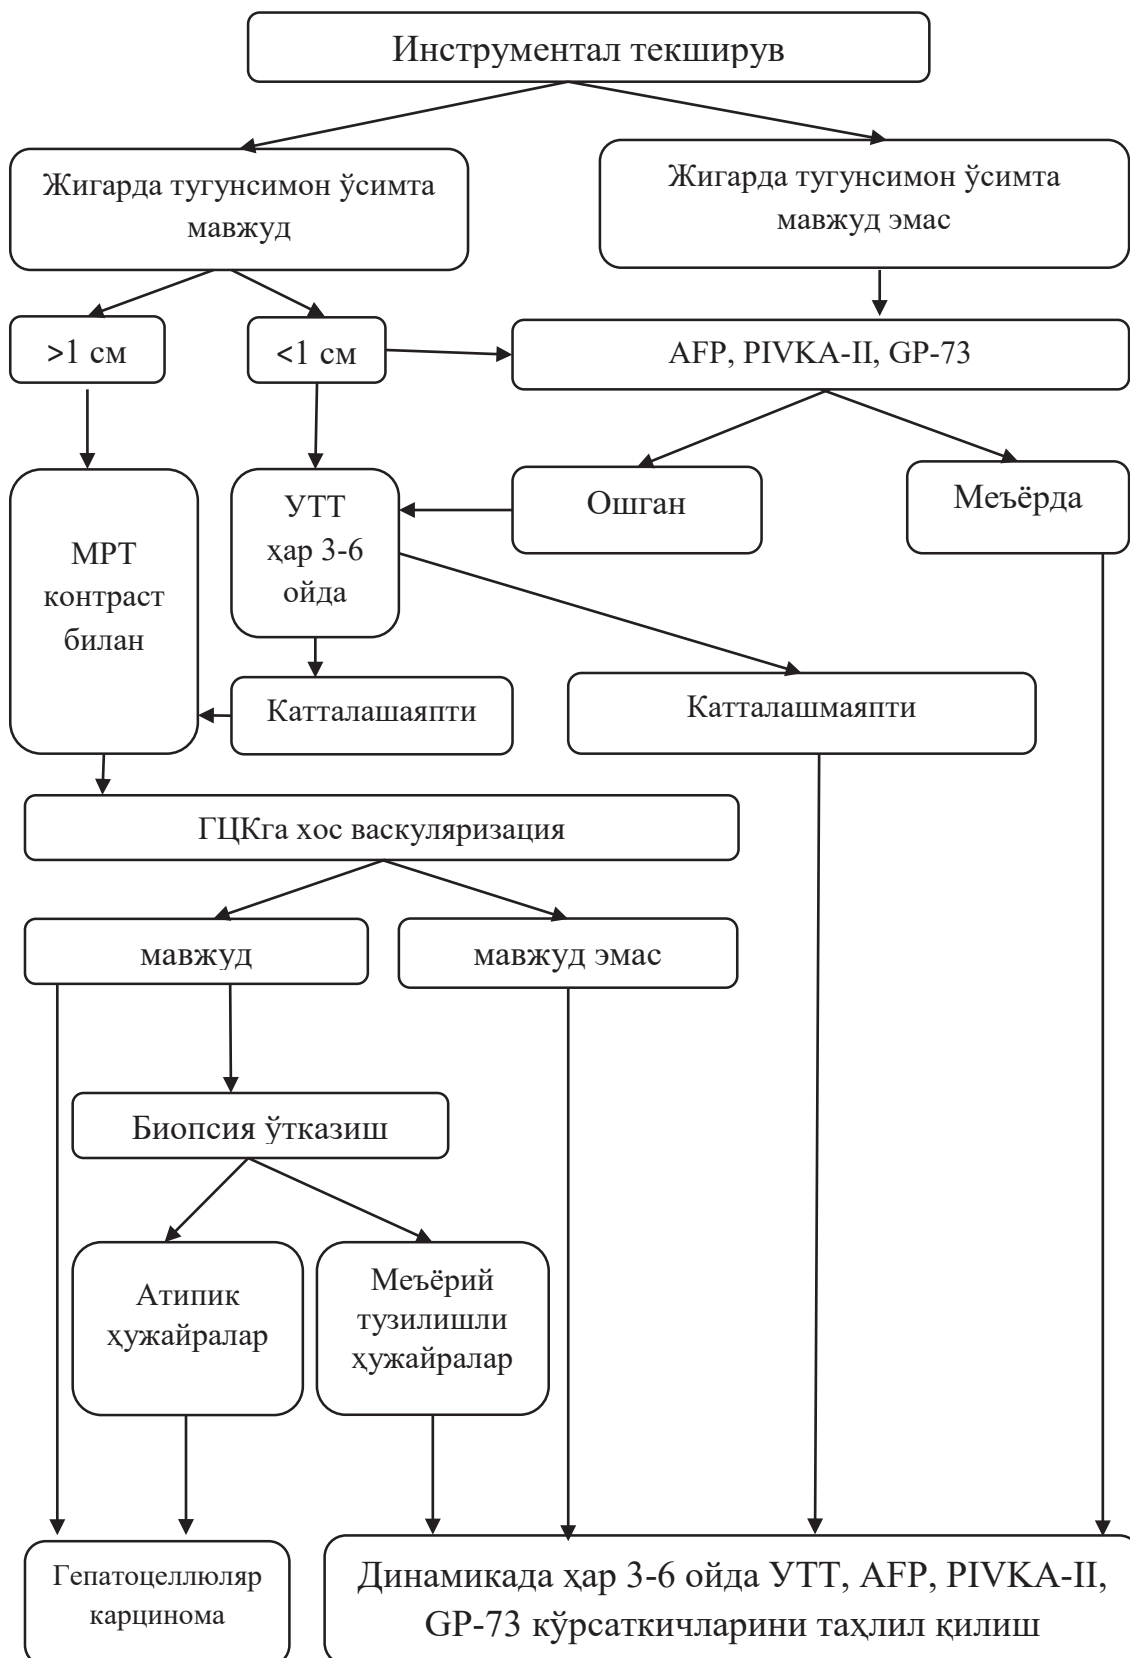 Инструментал текширув
Жигарда тугунсимон ўсимта
мавжуд
Жигарда тугунсимон ўсимта
мавжуд эмас
>1 см
<1 см
AFP, PIVKA-II, GP-73
МРТ
контраст
билан
УТТ
ҳар 3-6
ойда
Ошган
Меъёрда
Катталашаяпти
Катталашмаяпти
ГЦКга хос васкуляризация
мавжуд
мавжуд эмас
Биопсия ўтказиш
Атипик
ҳужайралар
Меъёрий
тузилишли
ҳужайралар
Гепатоцеллюляр
карцинома
Динамикада ҳар 3-6 ойда УТТ, AFP, PIVKA-II,
GP-73 кўрсаткичларини таҳлил қилиш